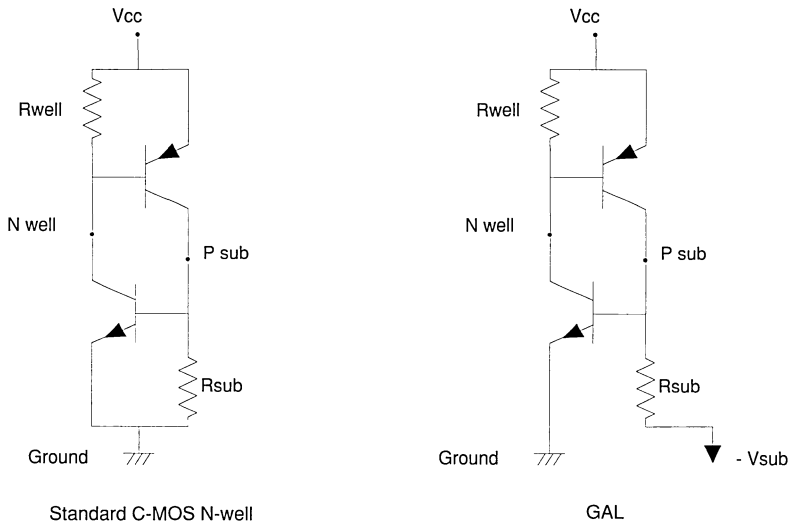 Vcc
Rwell
N well
P sub
Rsub
Ground
Standard C-MOS N-well
Vcc
Rwell
N well
P sub
Rsub
Ground
- Vsub
GAL